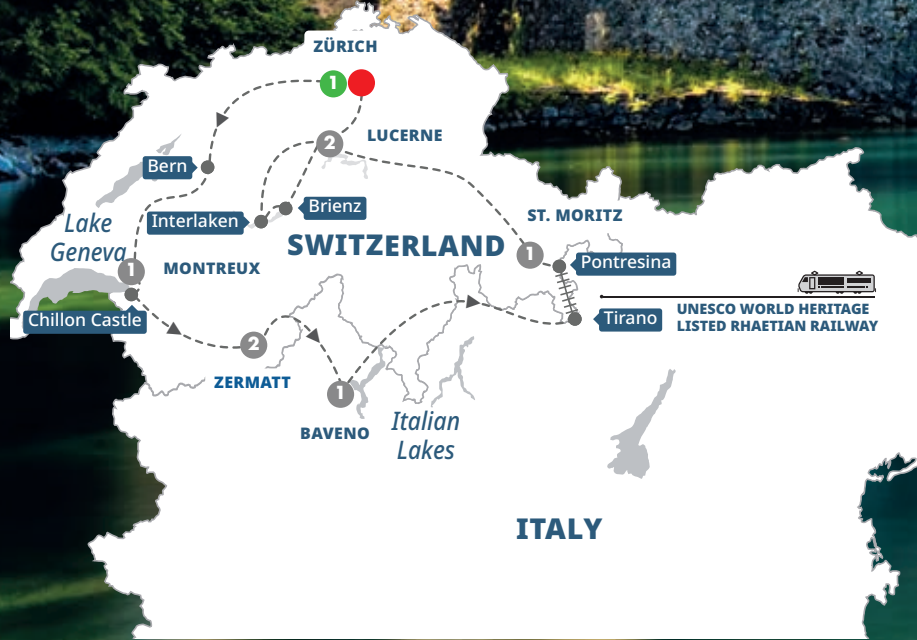 ZÜRICH
1
2
LUCERNE
Bern
Brienz
Interlaken
Lake
Geneva
SWITZERLAND
ST. MORITZ
1
Pontresina
1
MONTREUX
Chillon Castle
Tirano
UNESCO WORLD HERITAGE
LISTED RHAETIAN RAILWAY
2
ZERMATT
1
BAVENO
Italian
Lakes
ITALY